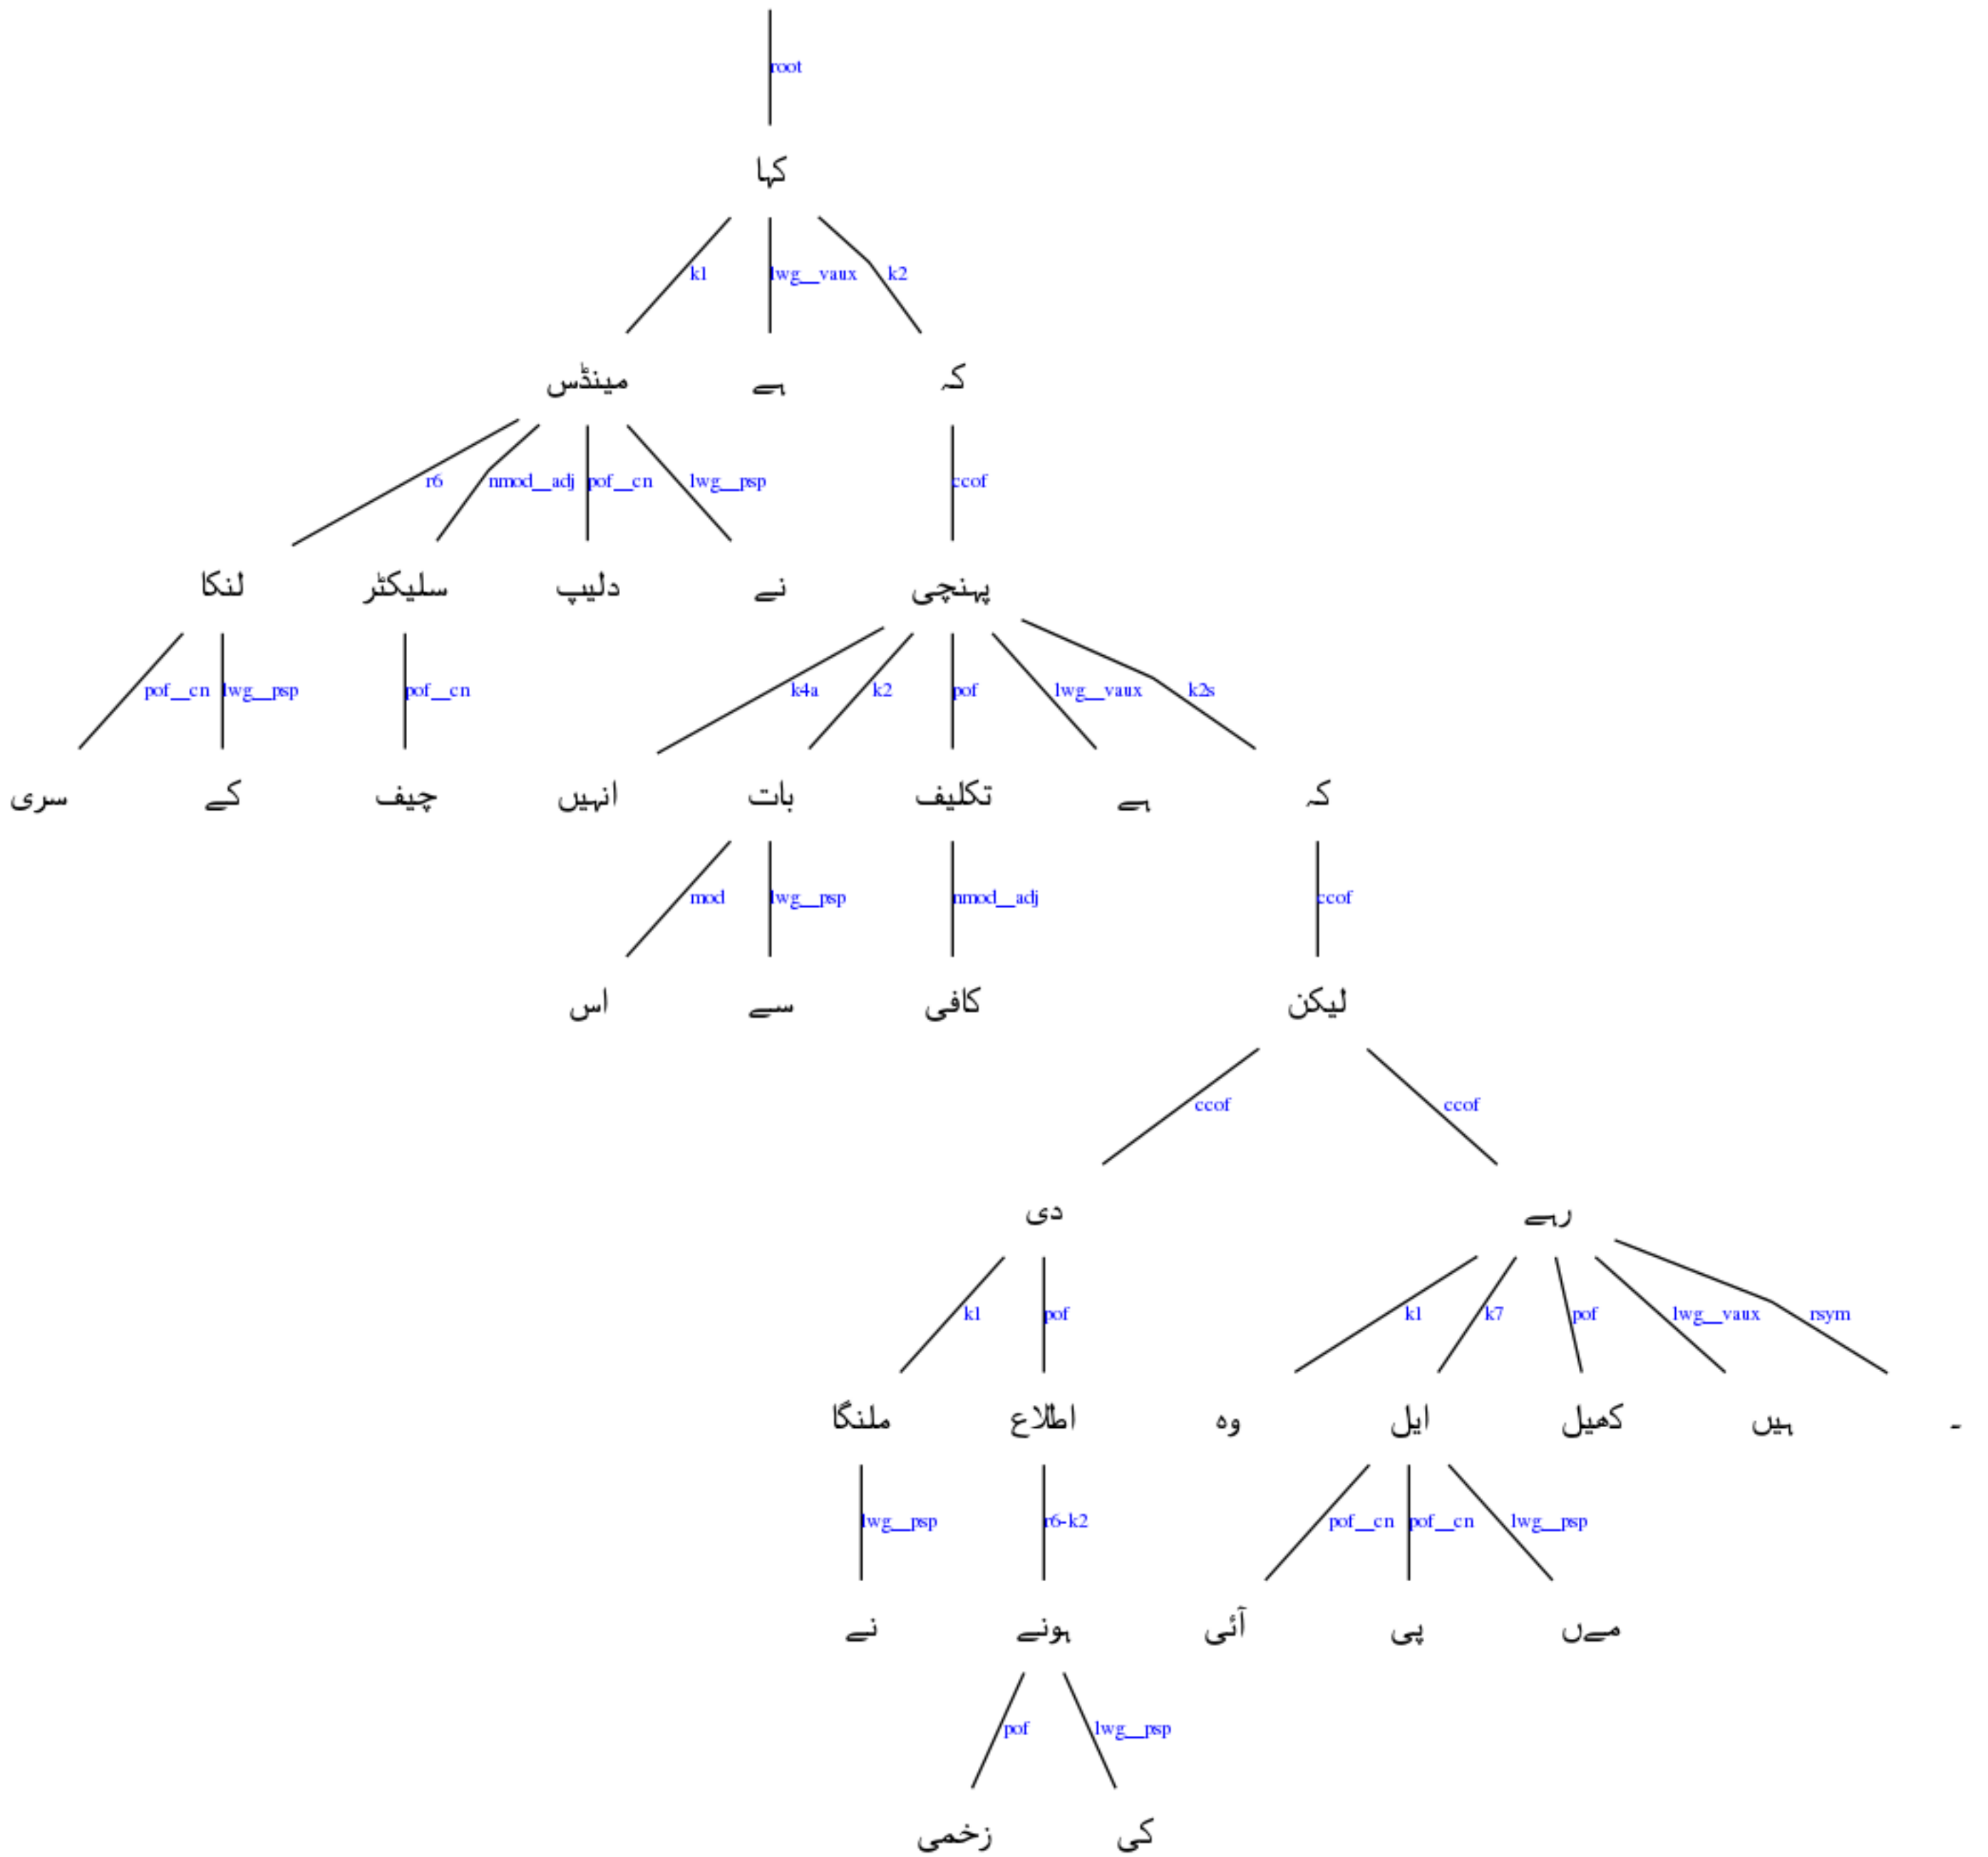 root
کہا
k1 lwg__vaux k2
مینڈس ہے کہ
r6 nmod__adj pof__cn lwg__psp ccof
لنکا سلیکٹر دلیپ نے پہنچی
pof__cn lwg__psp pof__cn k4a k2 pof lwg__vaux k2s
سری کے چیف انہیں بات تکلیف ہے کہ
mod lwg__psp nmod__adj ccof
اس سے کافی لیکن
ccof ccof
دی رہے
k1 pof k1 k7 pof lwg__vaux rsym
ملنگا اطلاع وہ ایل کھیل ہیں ۔
lwg__psp r6-k2 pof__cn pof__cn lwg__psp
نے ہونے آئی پی مےں
pof lwg__psp
زخمی کی